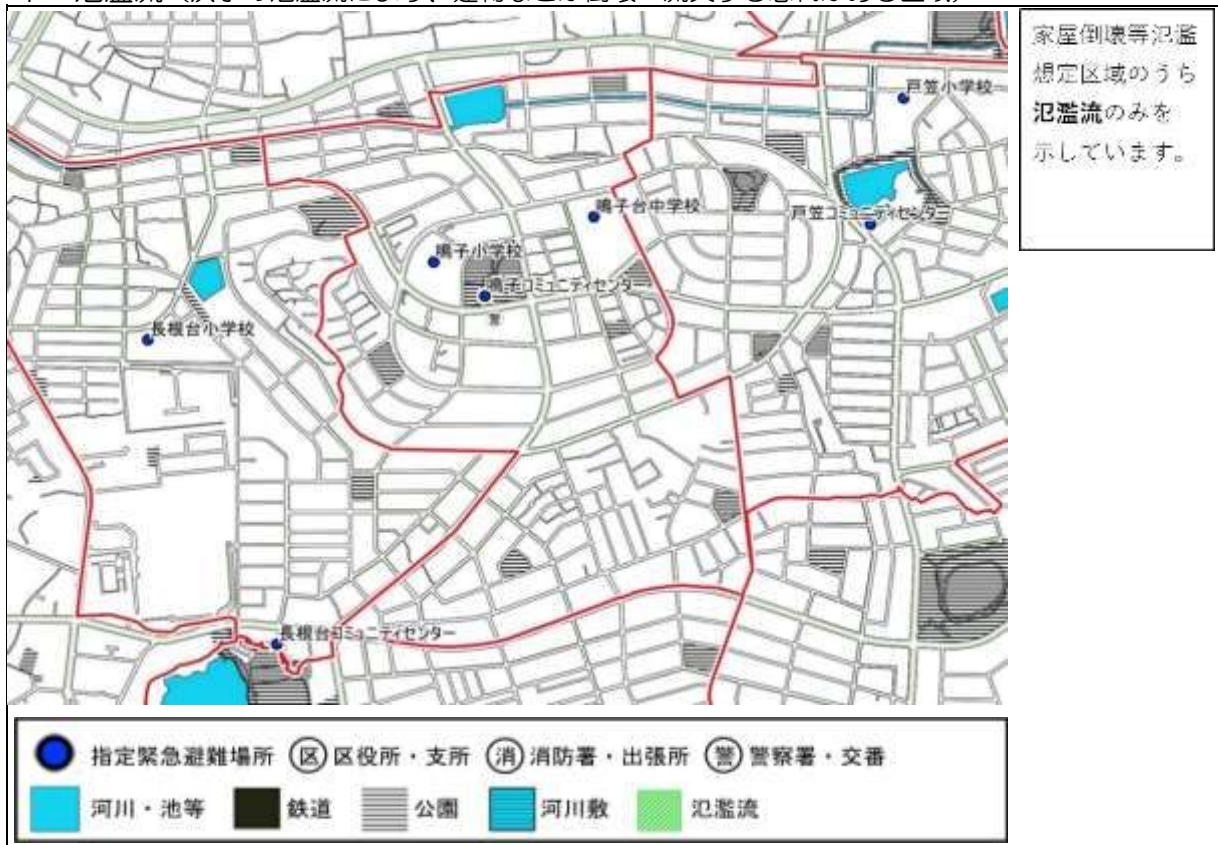 家屋倒壊等氾濫
想定区域のうち
氾濫流のみを
示しています。
戸笠小学校
鳴子台中学校
戸笠コミュニティセンター
鳴子小学校
鳴子コミュニティセンター
警
長根台小学校
長根台コミュニティセンター
指定緊急避難場所 区 区役所・支所 消 消防署・出張所 警 警察署・交番
河川・池等 鉄道 公園 河川敷 氾濫流